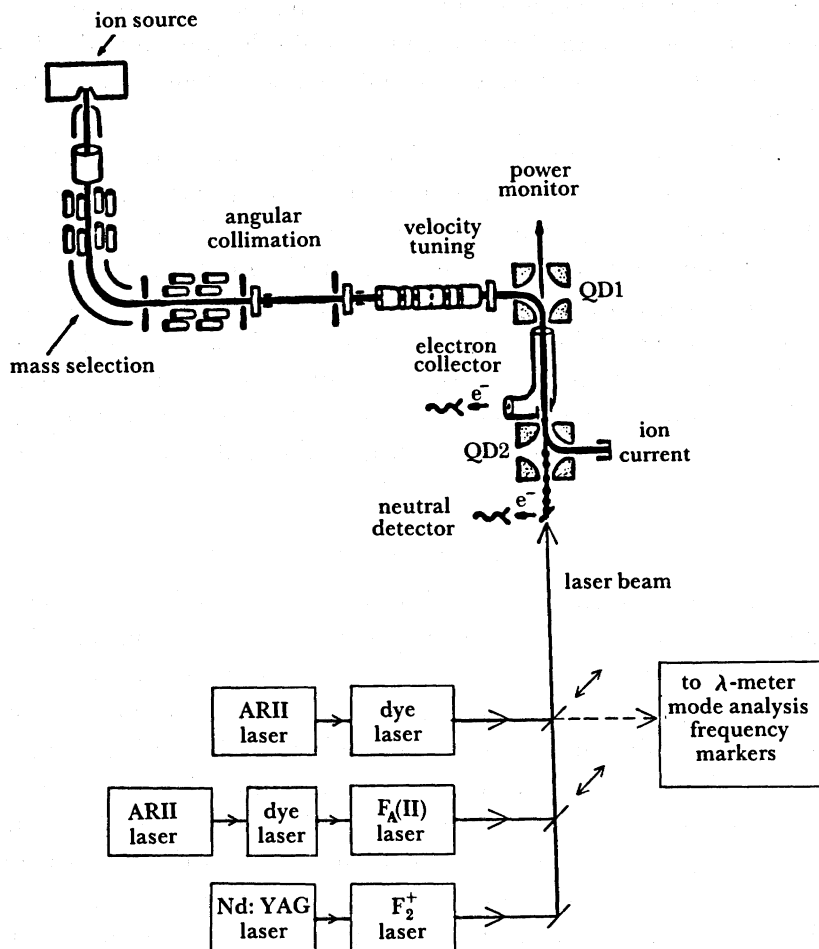 ion source
power
monitor
angular
collimation
velocity
tuning
QD1
mass selection
electron
collector
e⁻
QD2
ion
current
neutral
detector
e⁻
laser beam
ARII
laser
dye
laser
to λ-meter
mode analysis
frequency
markers
ARII
laser
dye
laser
F_A(II)
laser
Nd: YAG
laser
F₂⁺
laser